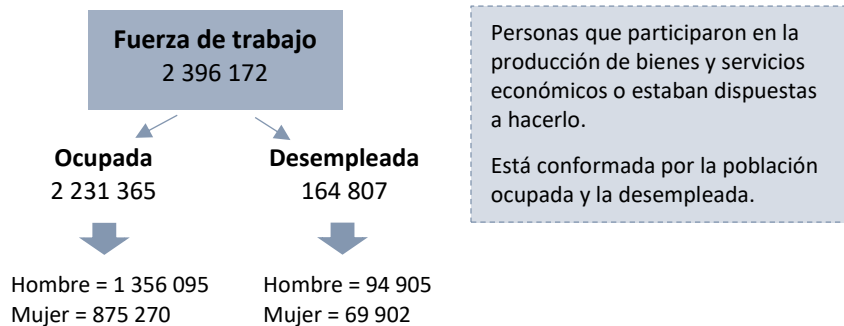 Fuerza de trabajo
2 396 172
Ocupada
2 231 365
Hombre = 1 356 095
Mujer = 875 270
Desempleada
164 807
Hombre = 94 905
Mujer = 69 902
Personas que participaron en la
producción de bienes y servicios
económicos o estaban dispuestas
a hacerlo.
Está conformada por la población
ocupada y la desempleada.